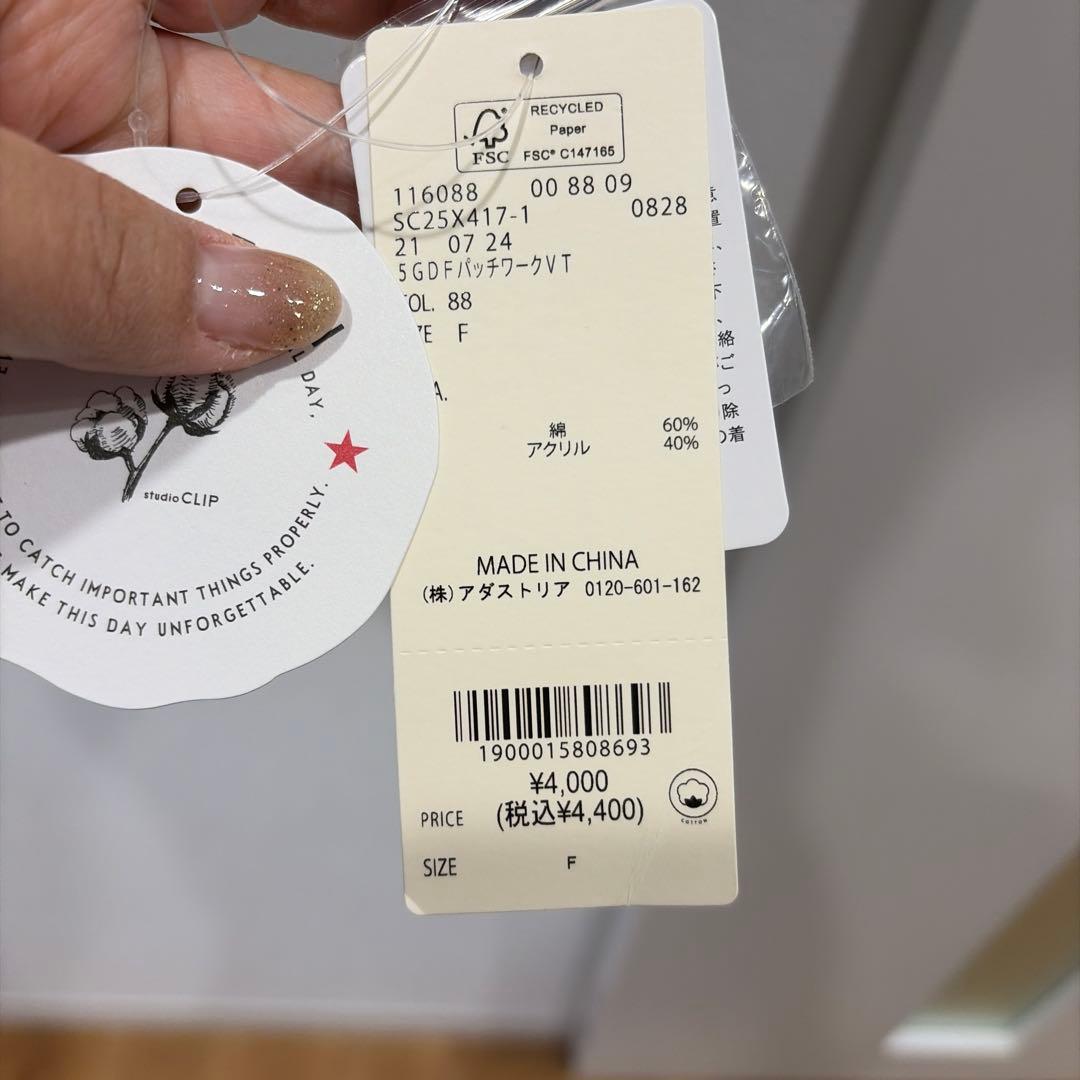 RECYCLED
Paper
FSC® C147165
FSC
116088 00 88 09
SC25X417-1 0828
21 07 24
5GDFパッチワークVT
88
F
綿 60%
アクリル 40%
MADE IN CHINA
(株)アダストリア 0120-601-162
1900015808693
¥4,000
PRICE (税込¥4,400)
COTTON
SIZE F
DAY,
studio CLIP
TO CATCH IMPORTANT THINGS PROPERLY.
MAKE THIS DAY UNFORGETTABLE.